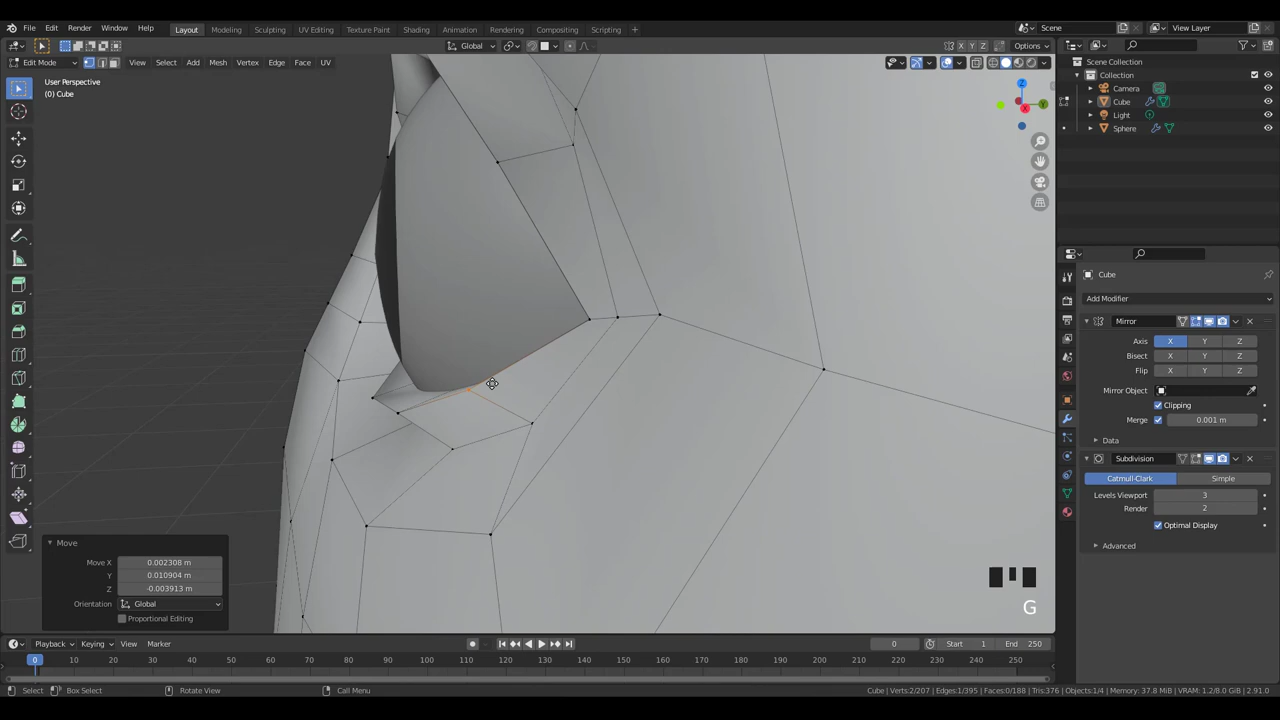 File Edit Render Window Help Layout Modeling Sculpting UV Editing Texture Paint Shading Animation Rendering Compositing Scripting + Scene View Layer
Global X Y Z Options
Edit Mode View Select Add Mesh Vertex Edge Face UV
User Perspective
(0) Cube
Z
Y
X
Scene Collection
Collection
Camera
Cube
Light
Sphere
Cube
Add Modifier
Mirror
Axis X Y Z
Bisect X Y Z
Flip X Y Z
Mirror Object
Clipping
Merge 0.001 m
Data
Subdivision
Catmull-Clark Simple
Levels Viewport 3
Render 2
Optimal Display
Advanced
Move
Move X 0.002308 m
Y 0.010904 m
Z -0.003913 m
Orientation Global
Proportional Editing
G
Playback Keying View Marker 0 Start 1 End 250
0 10 20 30 40 50 60 70 80 90 100 110 120 130 140 150 160 170 180 190 200 210 220 230 240 250
Select Box Select Rotate View Call Menu Cube | Verts:2/207 | Edges:1/395 | Faces:0/188 | Tris:376 | Objects:1/4 | Memory: 37.8 MiB | VRAM: 1.2/8.0 GiB | 2.91.0